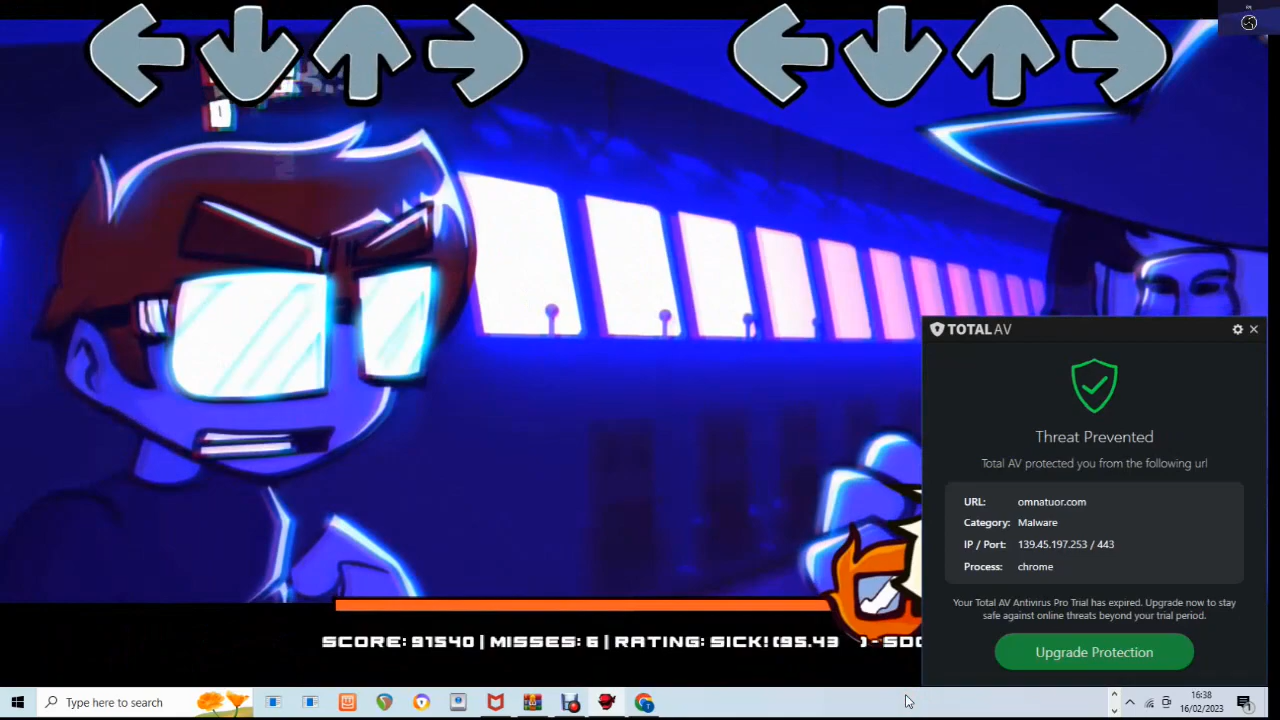 TOTAL AV
Threat Prevented
Total AV protected you from the following url
URL: omnatuor.com
Category: Malware
IP / Port: 139.45.197.253 / 443
Process: chrome
Your Total AV Antivirus Pro Trial has expired. Upgrade now to stay
safe against online threats beyond your trial period.
Upgrade Protection
SCORE: 91540 | MISSES: 6 | RATING: SICK! (95.43 ) - SDC
Type here to search
16:38
16/02/2023